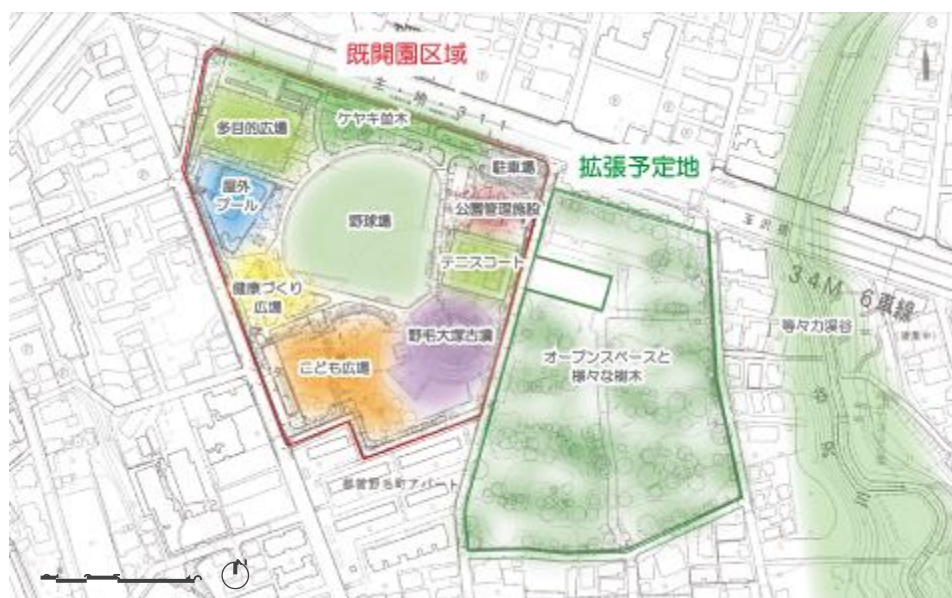 既開園区域
主・補・311
ケヤキ並木
多目的広場
駐車場
拡張予定地
屋外
プール
公園管理施設
野球場
テニスコート
健康づくり
広場
34M 6車線
等々力渓谷
野毛大塚古墳
オープンスペースと
様々な樹木
こども広場
都営野毛町アパート
N